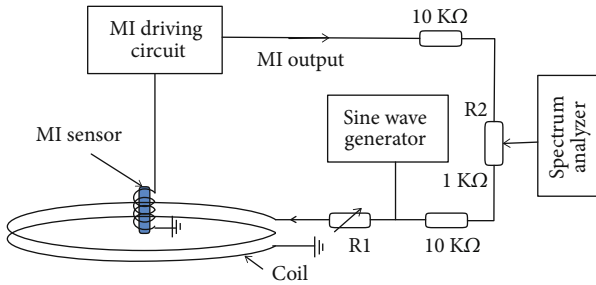 MI driving
circuit
MI output
10 KΩ
MI sensor
Sine wave
generator
R2
1 KΩ
Spectrum
analyzer
R1
10 KΩ
Coil